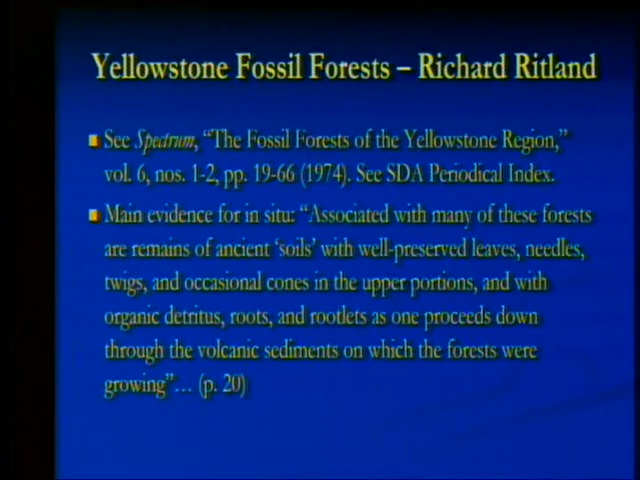 Yellowstone Fossil Forests – Richard Ritland
See Spectrum, “The Fossil Forests of the Yellowstone Region,”
vol. 6, nos. 1-2, pp. 19-66 (1974). See SDA Periodical Index.
Main evidence for in situ: “Associated with many of these forests
are remains of ancient ‘soils’ with well-preserved leaves, needles,
twigs, and occasional cones in the upper portions, and with
organic detritus, roots, and rootlets as one proceeds down
through the volcanic sediments on which the forests were
growing”… (p. 20)